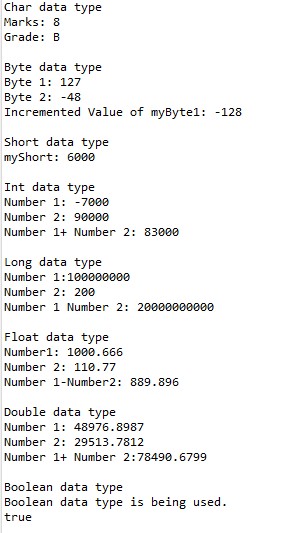 Char data type
Marks: 8
Grade: B
Byte data type
Byte 1: 127
Byte 2: -48
Incremented Value of myByte1: -128
Short data type
myShort: 6000
Int data type
Number 1: -7000
Number 2: 90000
Number 1+ Number 2: 83000
Long data type
Number 1:100000000
Number 2: 200
Number 1 Number 2: 20000000000
Float data type
Number1: 1000.666
Number 2: 110.77
Number 1-Number2: 889.896
Double data type
Number 1: 48976.8987
Number 2: 29513.7812
Number 1+ Number 2:78490.6799
Boolean data type
Boolean data type is being used.
true